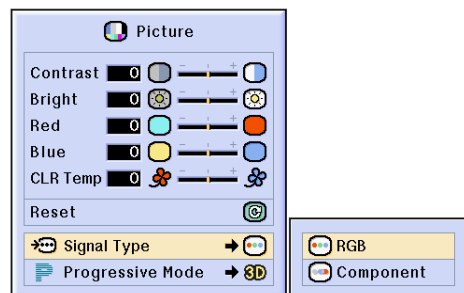 Picture
Contrast 0
Bright 0
Red 0
Blue 0
CLR Temp 0
Reset
Signal Type
Progressive Mode 3D
RGB
Component